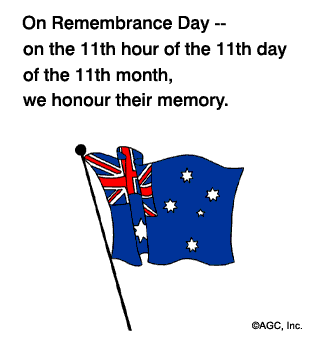 On Remembrance Day --
on the 11th hour of the 11th day
of the 11th month,
we honour their memory.
©AGC, Inc.